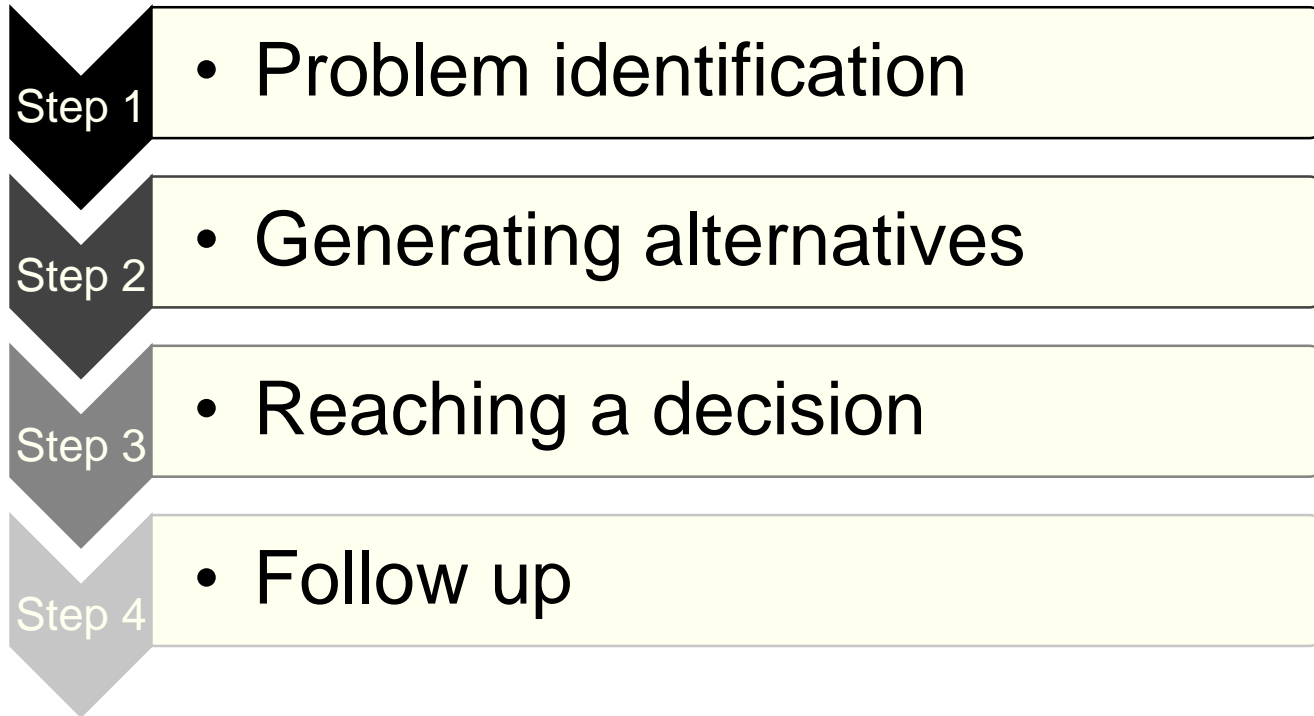 Step 1
• Problem identification
Step 2
• Generating alternatives
Step 3
• Reaching a decision
Step 4
• Follow up